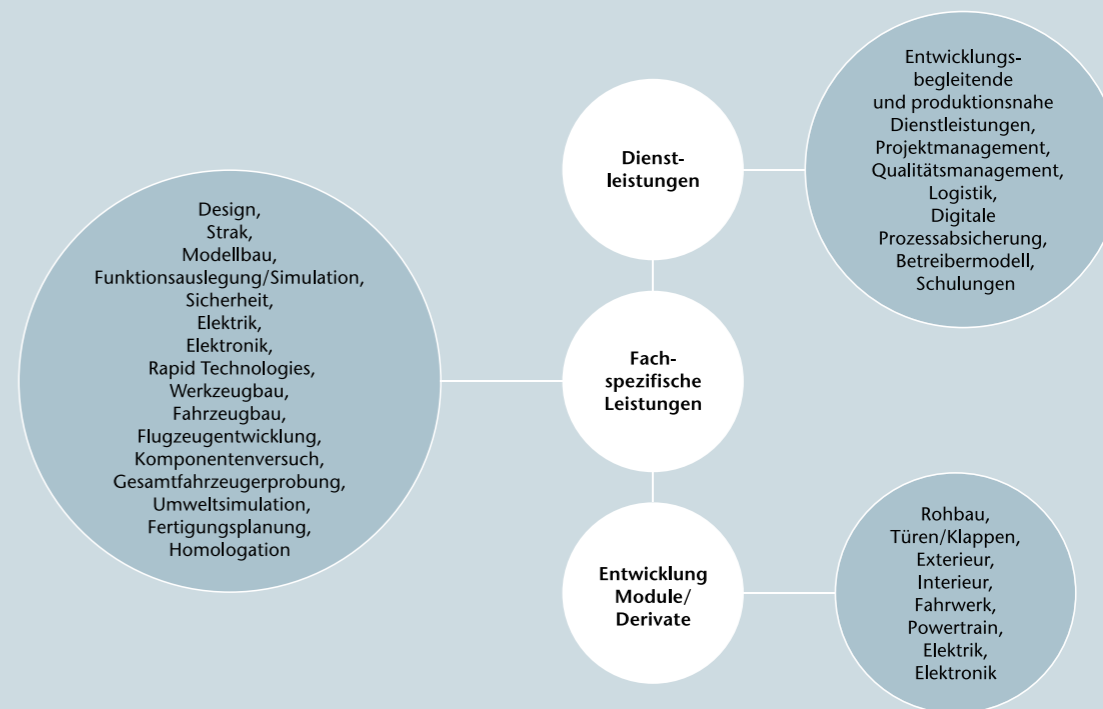 Entwicklungs-
begleitende
und produktionsnahe
Dienstleistungen,
Projektmanagement,
Qualitätsmanagement,
Logistik,
Digitale
Prozessabsicherung,
Betreibermodell,
Schulungen
Dienst-
leistungen
Design,
Strak,
Modellbau,
Funktionsauslegung/Simulation,
Sicherheit,
Elektrik,
Elektronik,
Rapid Technologies,
Werkzeugbau,
Fahrzeugbau,
Flugzeugentwicklung,
Komponentenversuch,
Gesamtfahrzeugerprobung,
Umweltsimulation,
Fertigungsplanung,
Homologation
Fach-
spezifische
Leistungen
Entwicklung
Module/
Derivate
Rohbau,
Türen/Klappen,
Exterieur,
Interieur,
Fahrwerk,
Powertrain,
Elektrik,
Elektronik